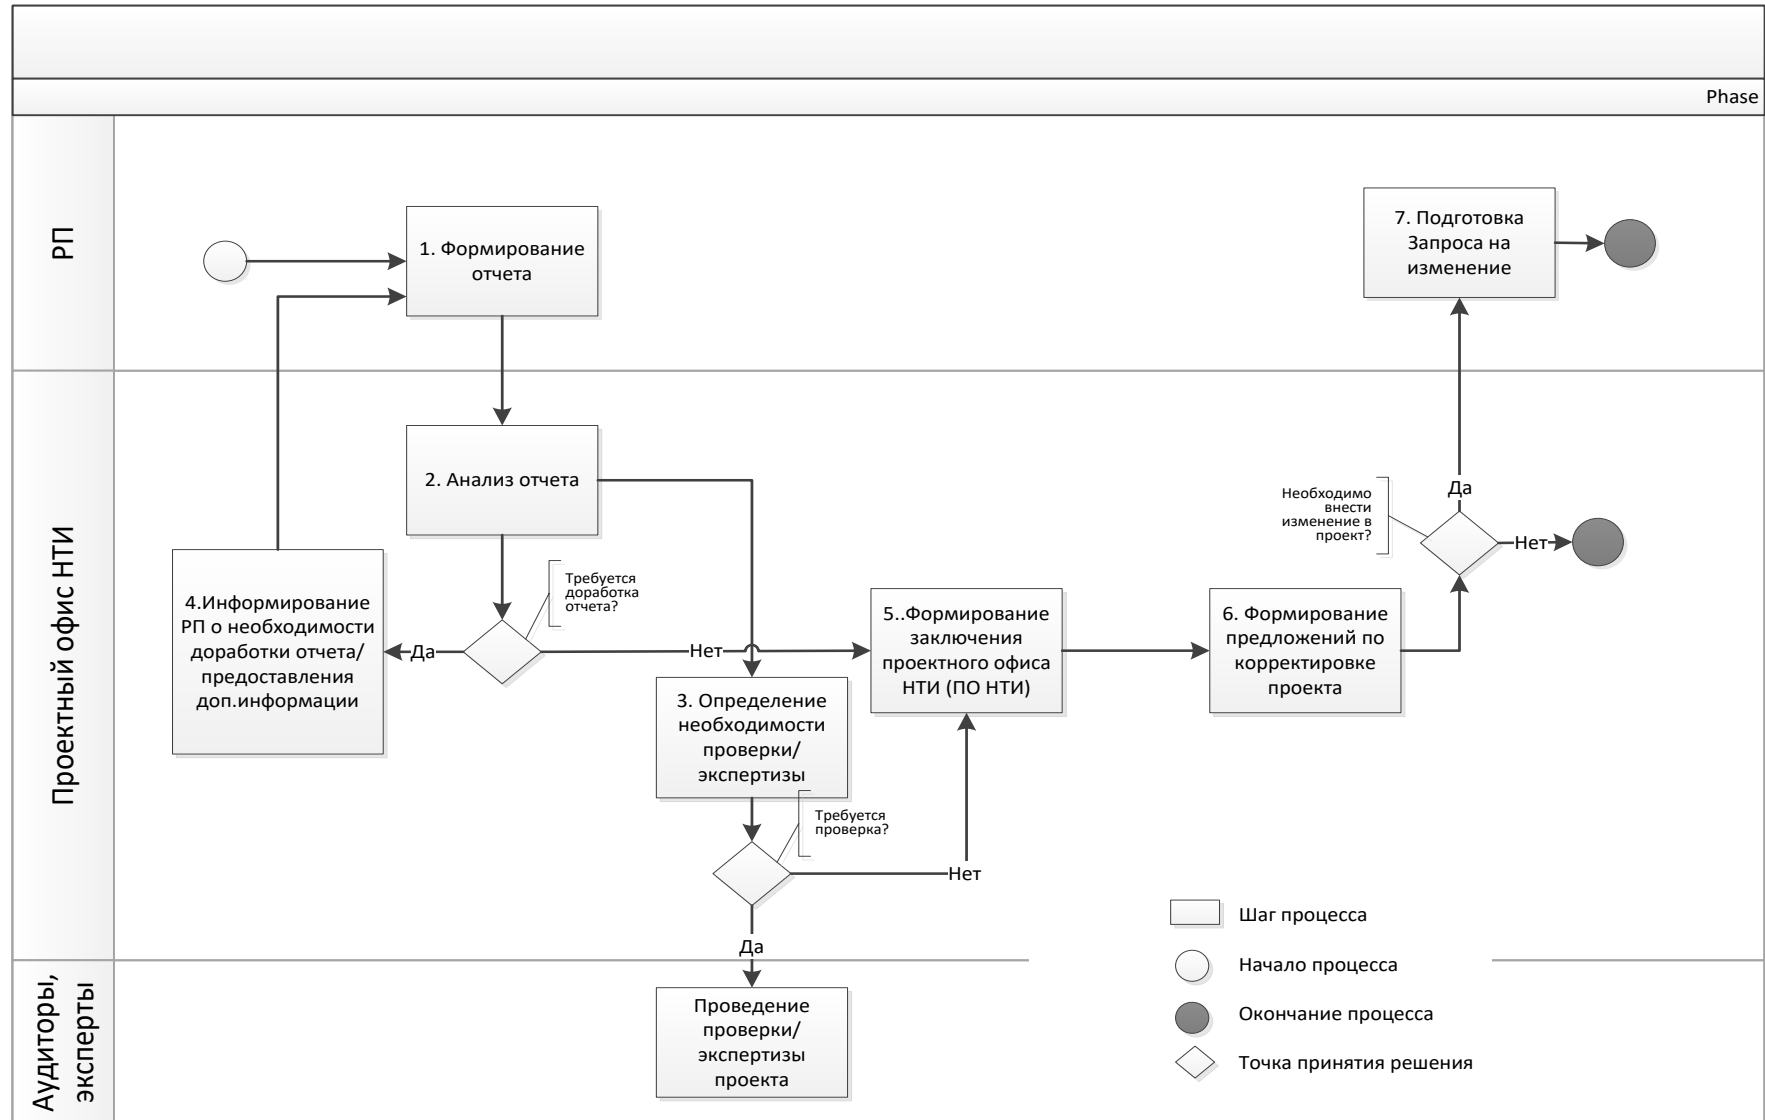 Phase
РП
1. Формирование
отчета
7. Подготовка
Запроса на
изменение
Проектный офис НТИ
2. Анализ отчета
Требуется
доработка
отчета?
4.Информирование
РП о необходимости
доработки отчета/
предоставления
доп.информации
Да
Нет
3. Определение
необходимости
проверки/
экспертизы
Требуется
проверка?
Нет
Да
5..Формирование
заключения
проектного офиса
НТИ (ПО НТИ)
6. Формирование
предложений по
корректировке
проекта
Необходимо
внести
изменение в
проект?
Да
Нет
Аудиторы,
эксперты
Проведение
проверки/
экспертизы
проекта
Шаг процесса
Начало процесса
Окончание процесса
Точка принятия решения